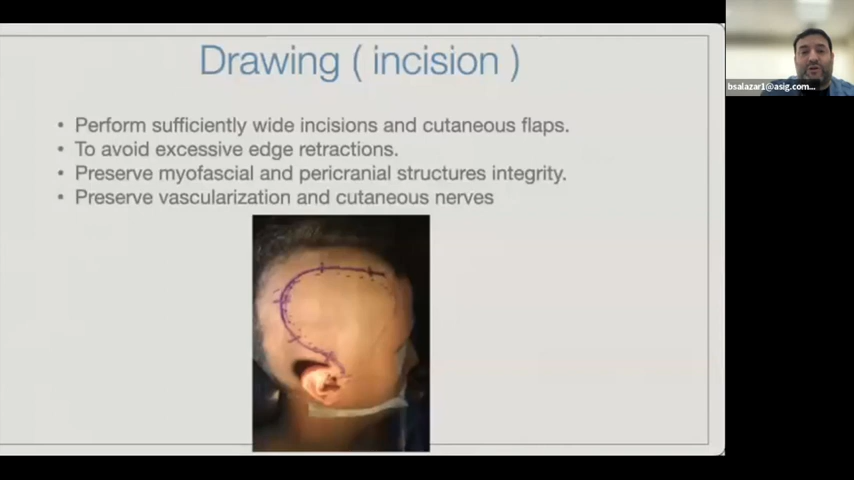 Drawing ( incision )
• Perform sufficiently wide incisions and cutaneous flaps.
• To avoid excessive edge retractions.
• Preserve myofascial and pericranial structures integrity.
• Preserve vascularization and cutaneous nerves
bsalazar1@asig.com...